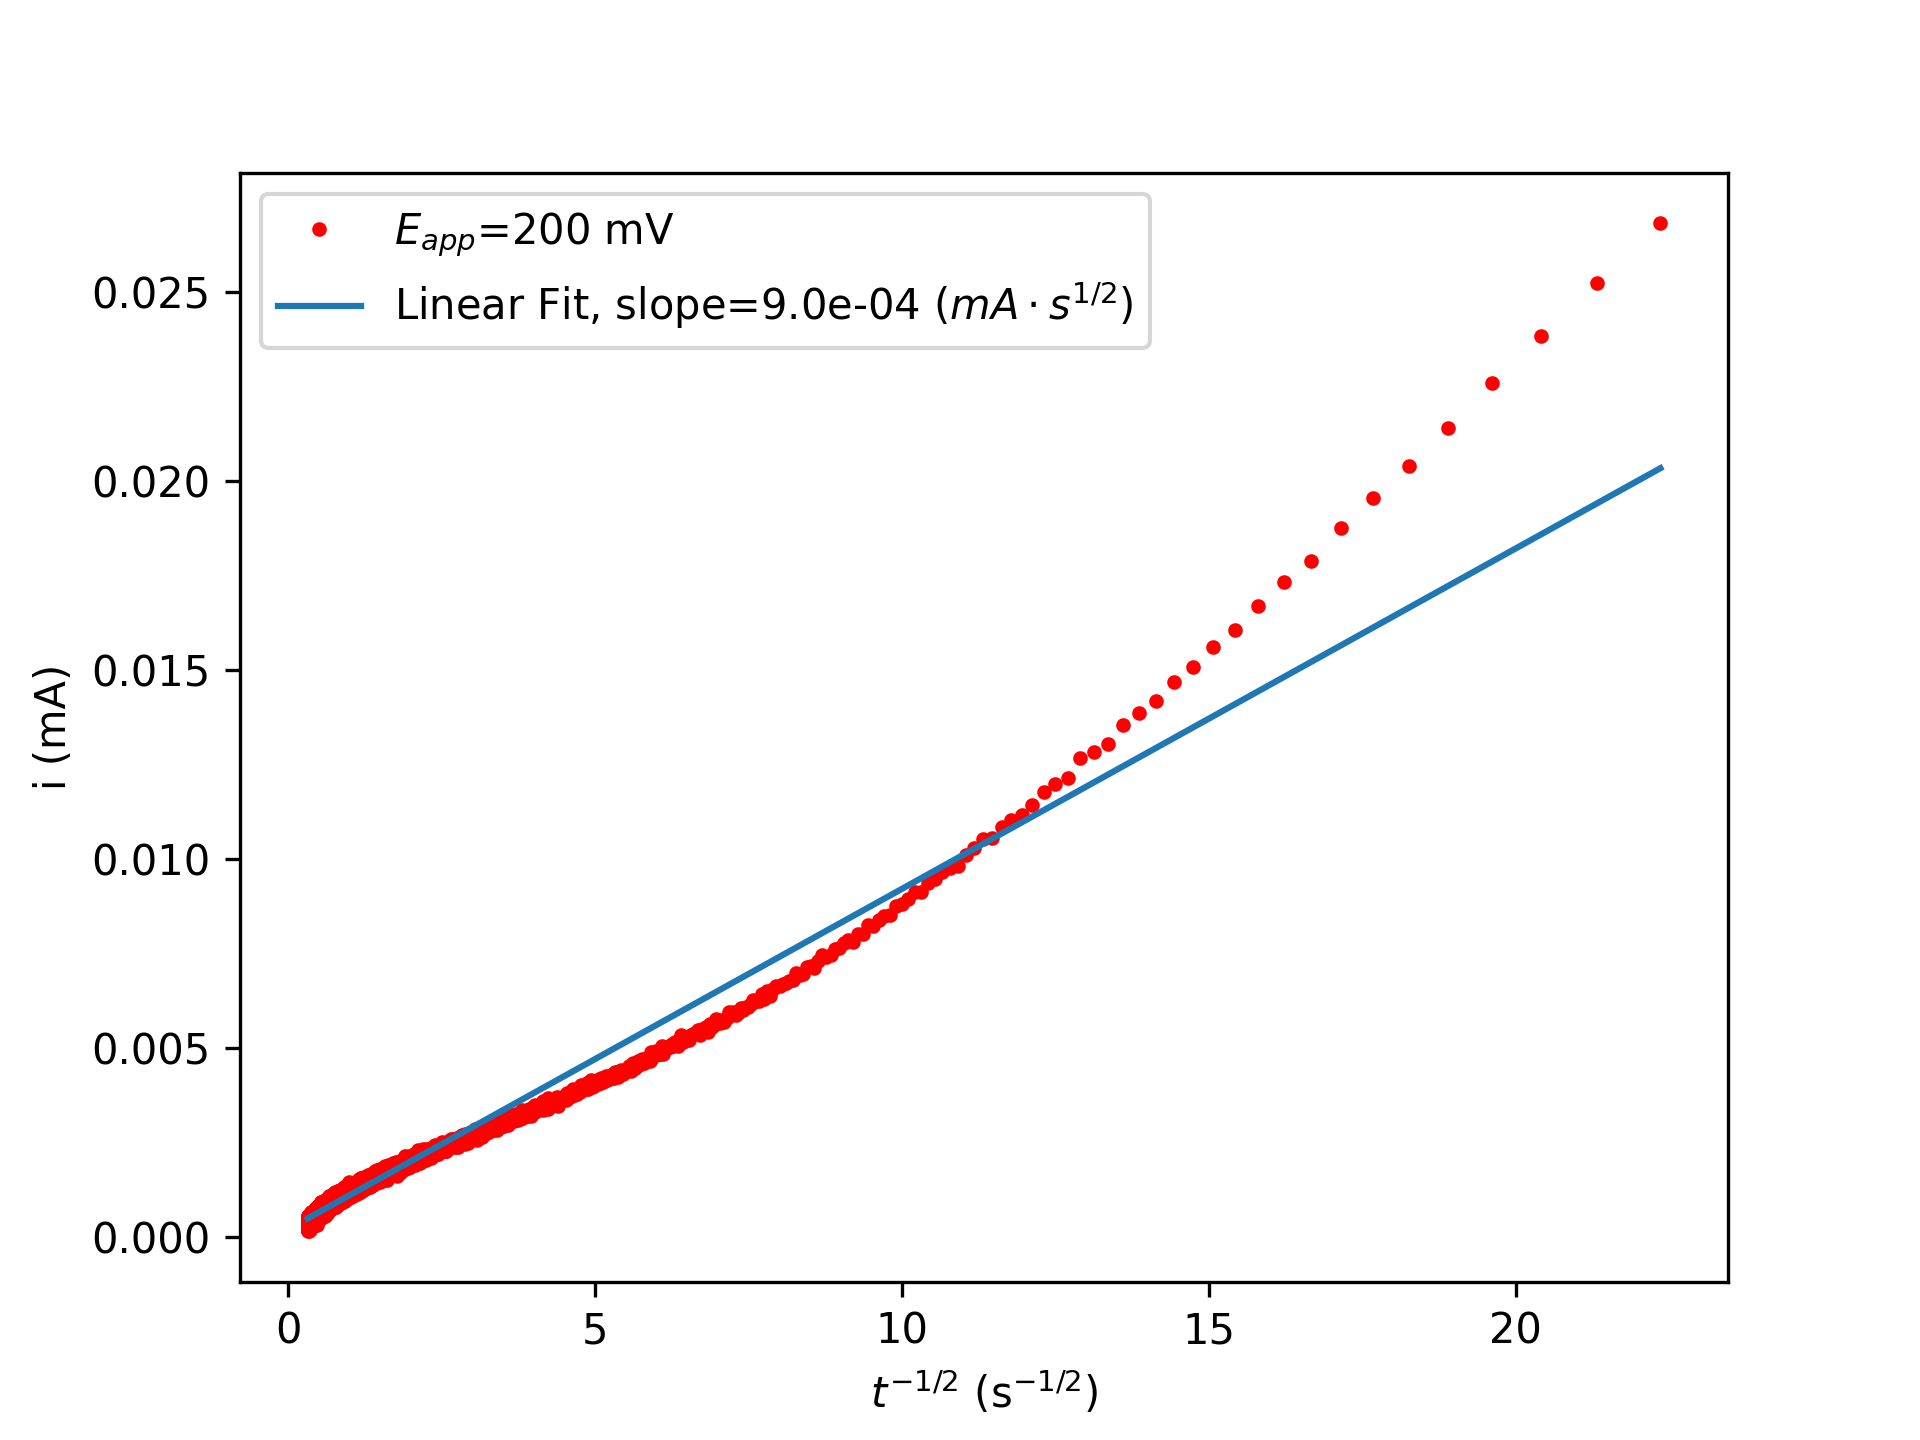 E_app=200 mV
Linear Fit, slope=9.0e-04 (mA · s^1/2)
0.025
0.020
0.015
0.010
0.005
0.000
i (mA)
0 5 10 15 20
t^−1/2 (s^−1/2)